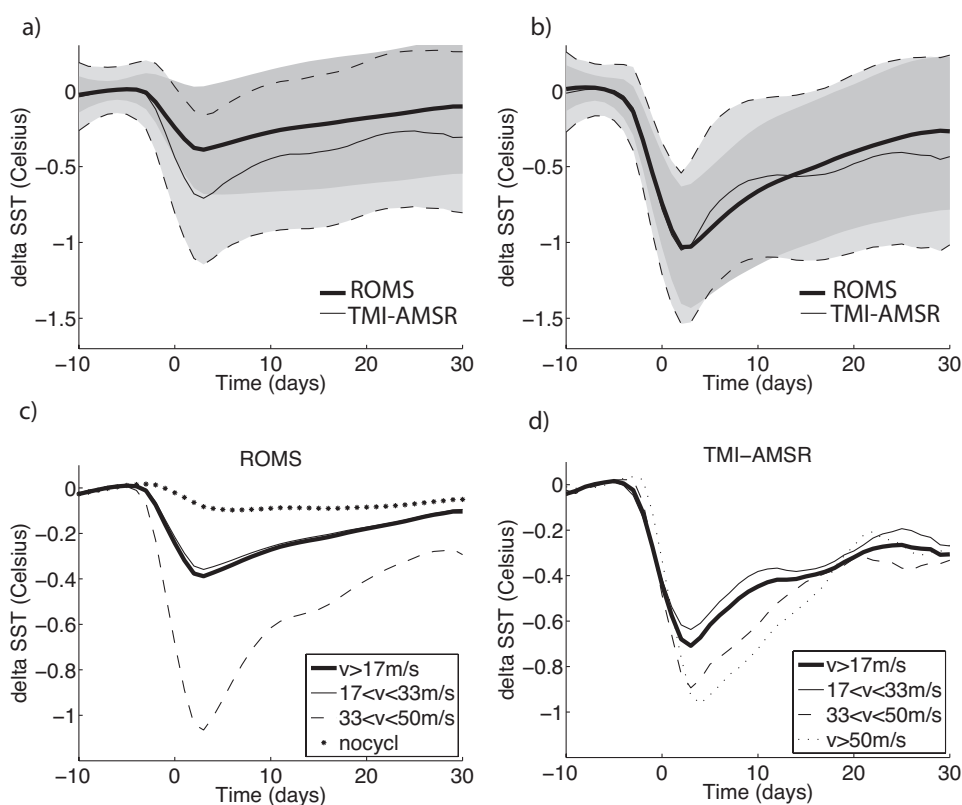 a)
0
−0.5
−1
−1.5
delta SST (Celsius)
ROMS
TMI-AMSR
−10 0 10 20 30
Time (days)
b)
0
−0.5
−1
−1.5
delta SST (Celsius)
ROMS
TMI-AMSR
−10 0 10 20 30
Time (days)
c)
ROMS
0
−0.2
−0.4
−0.6
−0.8
−1
delta SST (Celsius)
v>17m/s
17<v<33m/s
33<v<50m/s
nocycl
−10 0 10 20 30
Time (days)
d)
TMI−AMSR
0
−0.2
−0.4
−0.6
−0.8
−1
delta SST (Celsius)
v>17m/s
17<v<33m/s
33<v<50m/s
v>50m/s
−10 0 10 20 30
Time (days)